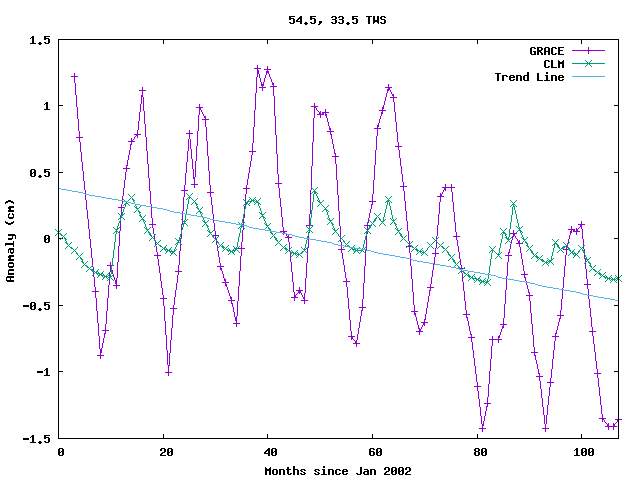 54.5, 33.5 TWS
GRACE
CLM
Trend Line
1.5
1
0.5
0
-0.5
-1
-1.5
Anomaly (cm)
0 20 40 60 80 100
Months since Jan 2002